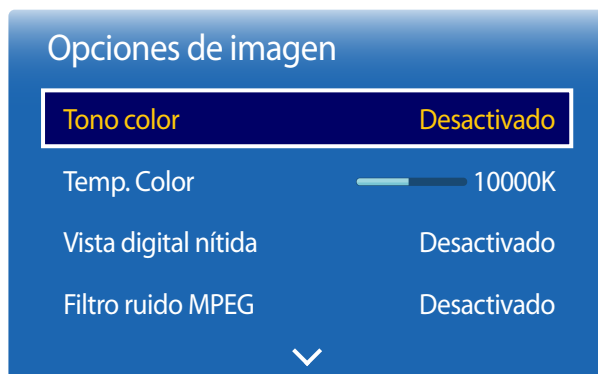 Opciones de imagen
Tono color Desactivado
Temp. Color 10000K
Vista digital nítida Desactivado
Filtro ruido MPEG Desactivado